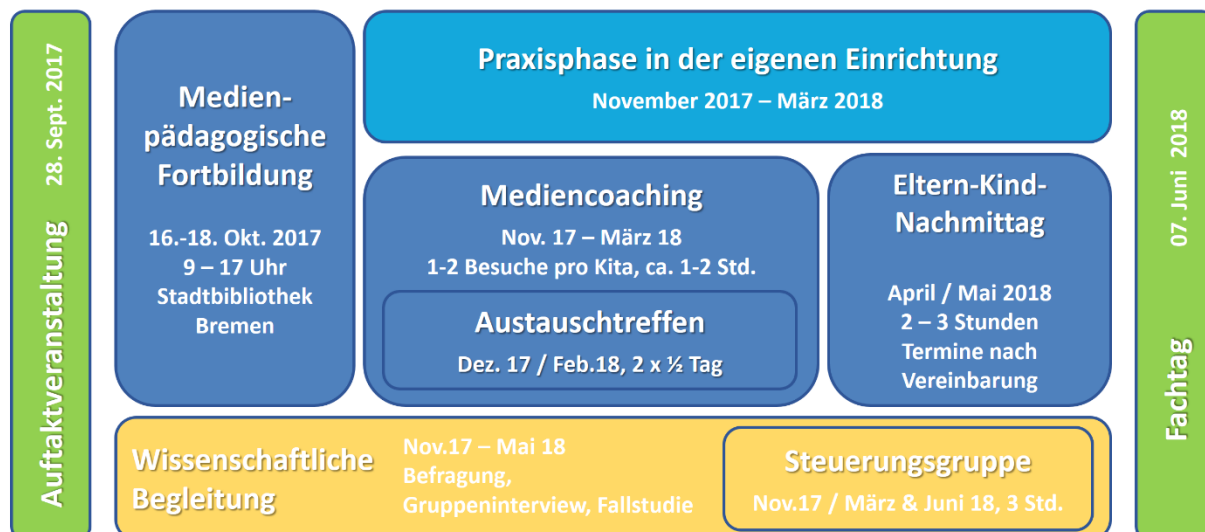 Auftaktveranstaltung 28. Sept. 2017
Medien-
pädagogische
Fortbildung
16.-18. Okt. 2017
9 – 17 Uhr
Stadtbibliothek
Bremen
Praxisphase in der eigenen Einrichtung
November 2017 – März 2018
Mediencoaching
Nov. 17 – März 18
1-2 Besuche pro Kita, ca. 1-2 Std.
Austauschtreffen
Dez. 17 / Feb.18, 2 x ½ Tag
Eltern-Kind-
Nachmittag
April / Mai 2018
2 – 3 Stunden
Termine nach
Vereinbarung
Wissenschaftliche
Begleitung
Nov.17 – Mai 18
Befragung,
Gruppeninterview, Fallstudie
Steuerungsgruppe
Nov.17 / März & Juni 18, 3 Std.
Fachtag 07. Juni 2018